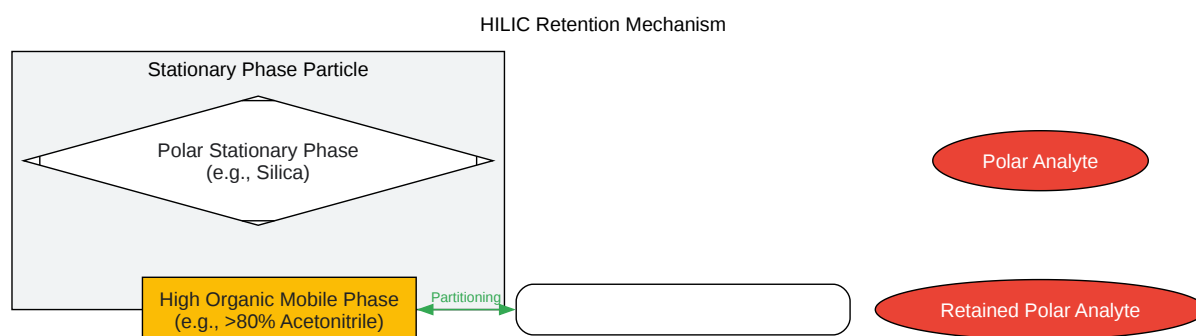 HILIC Retention Mechanism
Stationary Phase Particle
Polar Stationary Phase
(e.g., Silica)
Polar Analyte
High Organic Mobile Phase
(e.g., >80% Acetonitrile)
Partitioning
Retained Polar Analyte